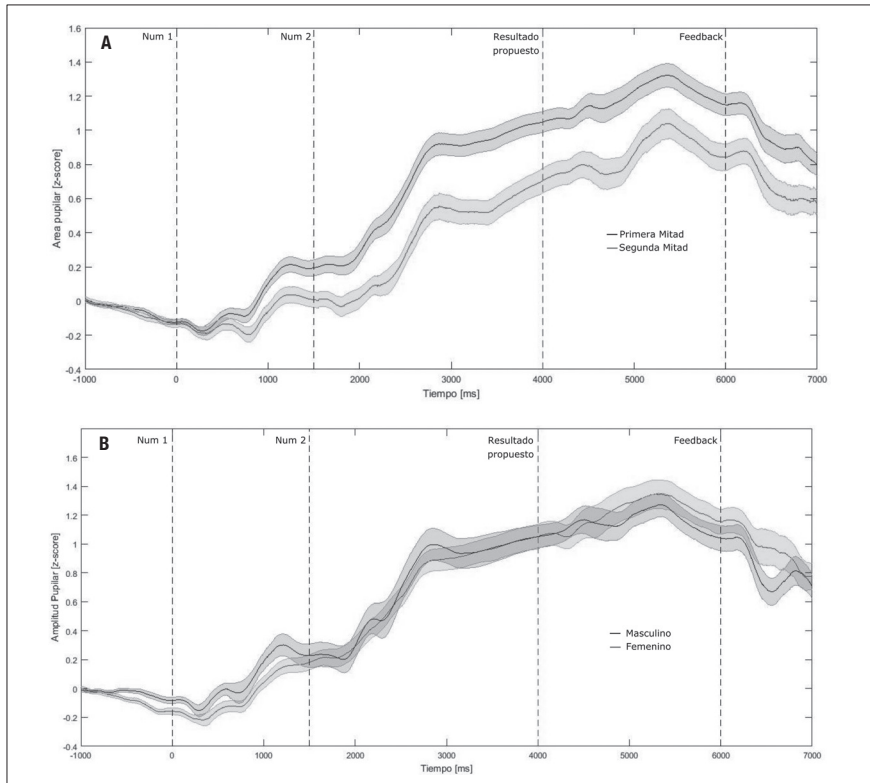 A
Num 1
Num 2
Resultado
propuesto
Feedback
Area pupilar [z-score]
1.6
1.4
1.2
1
0.8
0.6
0.4
0.2
0
-0.2
-0.4
Primera Mitad
Segunda Mitad
-1000 0 1000 2000 3000 4000 5000 6000 7000
Tiempo [ms]
B
Num 1
Num 2
Resultado
propuesto
Feedback
Amplitud Pupilar [z-score]
1.6
1.4
1.2
1
0.8
0.6
0.4
0.2
0
-0.2
-0.4
Masculino
Femenino
-1000 0 1000 2000 3000 4000 5000 6000 7000
Tiempo [ms]